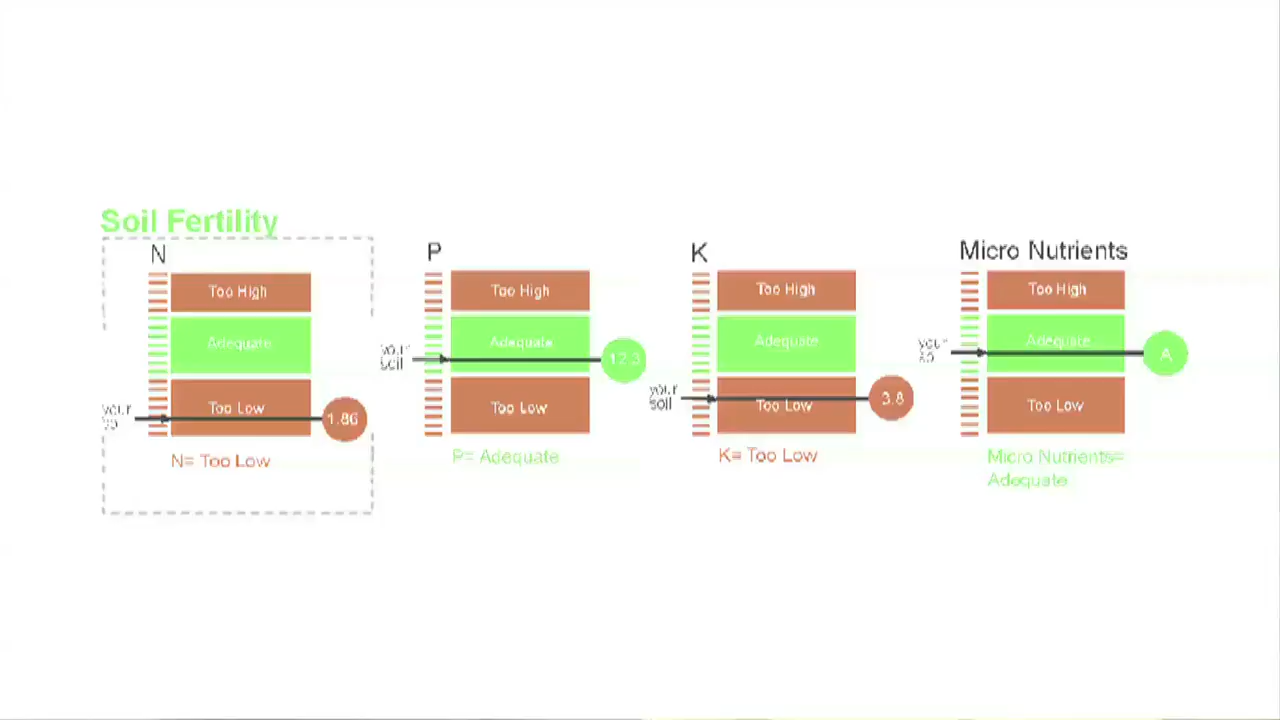 Soil Fertility
N
Too High
Adequate
Too Low
your
1.86
N= Too Low
P
Too High
Adequate
Too Low
your
soil
12.3
P= Adequate
K
Too High
Adequate
Too Low
your
soil
3.8
K= Too Low
Micro Nutrients
Too High
Adequate
Too Low
your
A
Micro Nutrients=
Adequate